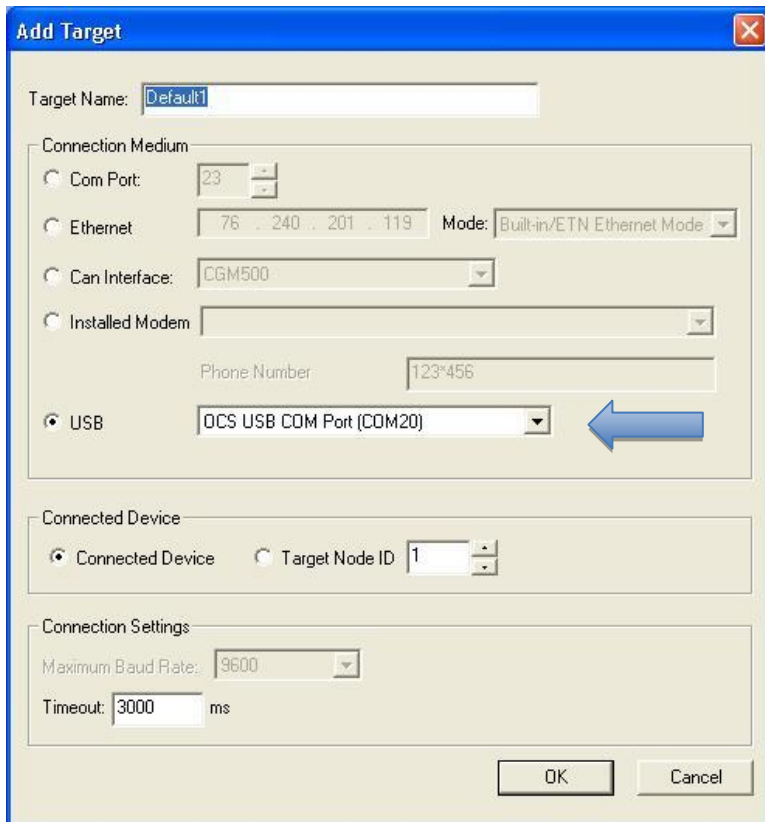 Add Target
Target Name: Default1
Connection Medium
Com Port: 23
Ethernet 76 . 240 . 201 . 119 Mode: Built-in/ETN Ethernet Mode
Can Interface: CGM500
Installed Modem
Phone Number 123*456
USB OCS USB COM Port (COM20)
Connected Device
Connected Device Target Node ID 1
Connection Settings
Maximum Baud Rate: 9600
Timeout: 3000 ms
OK Cancel